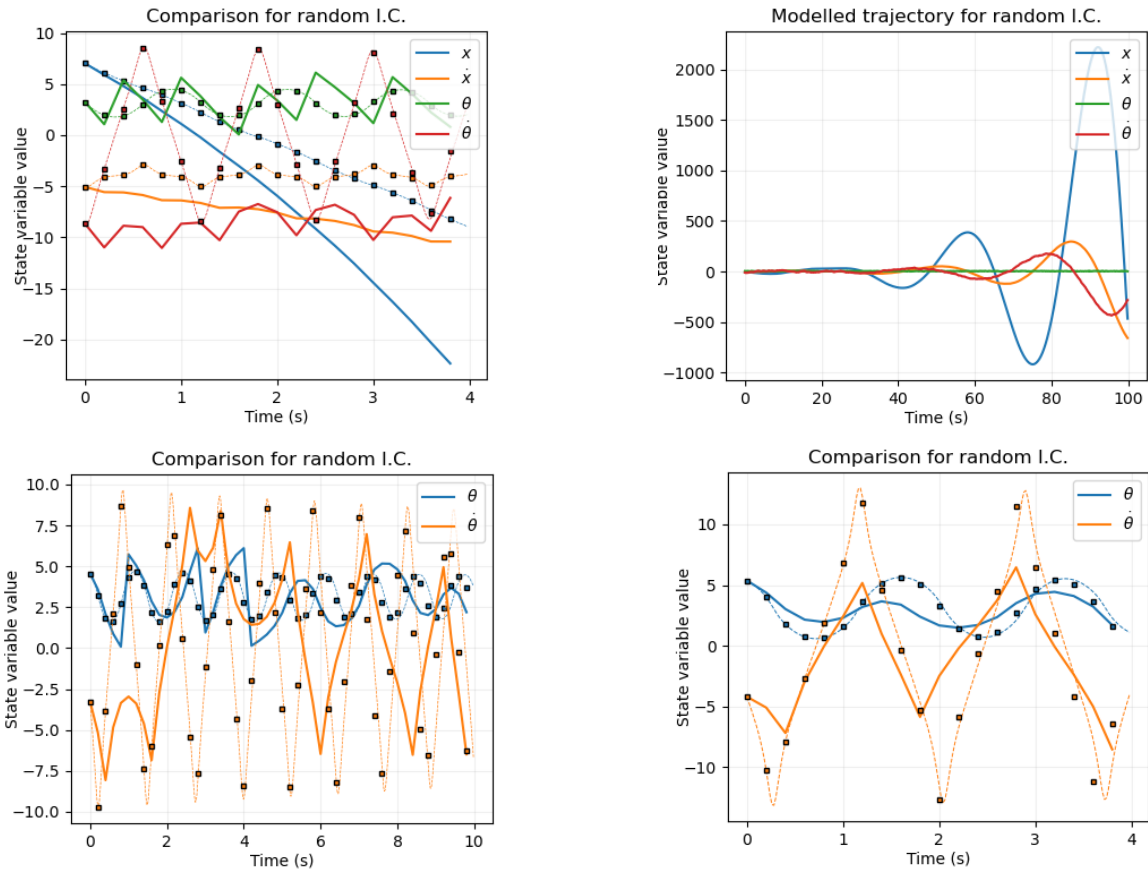 Comparison for random I.C.
State variable value
10
5
0
−5
−10
−15
−20
x
ẋ
θ
θ̇
0
1
2
3
4
Time (s)
Modelled trajectory for random I.C.
State variable value
2000
1500
1000
500
0
−500
−1000
x
ẋ
θ
θ̇
0
20
40
60
80
100
Time (s)
Comparison for random I.C.
State variable value
10.0
7.5
5.0
2.5
0.0
−2.5
−5.0
−7.5
−10.0
θ
θ̇
0
2
4
6
8
10
Time (s)
Comparison for random I.C.
State variable value
10
5
0
−5
−10
θ
θ̇
0
1
2
3
4
Time (s)